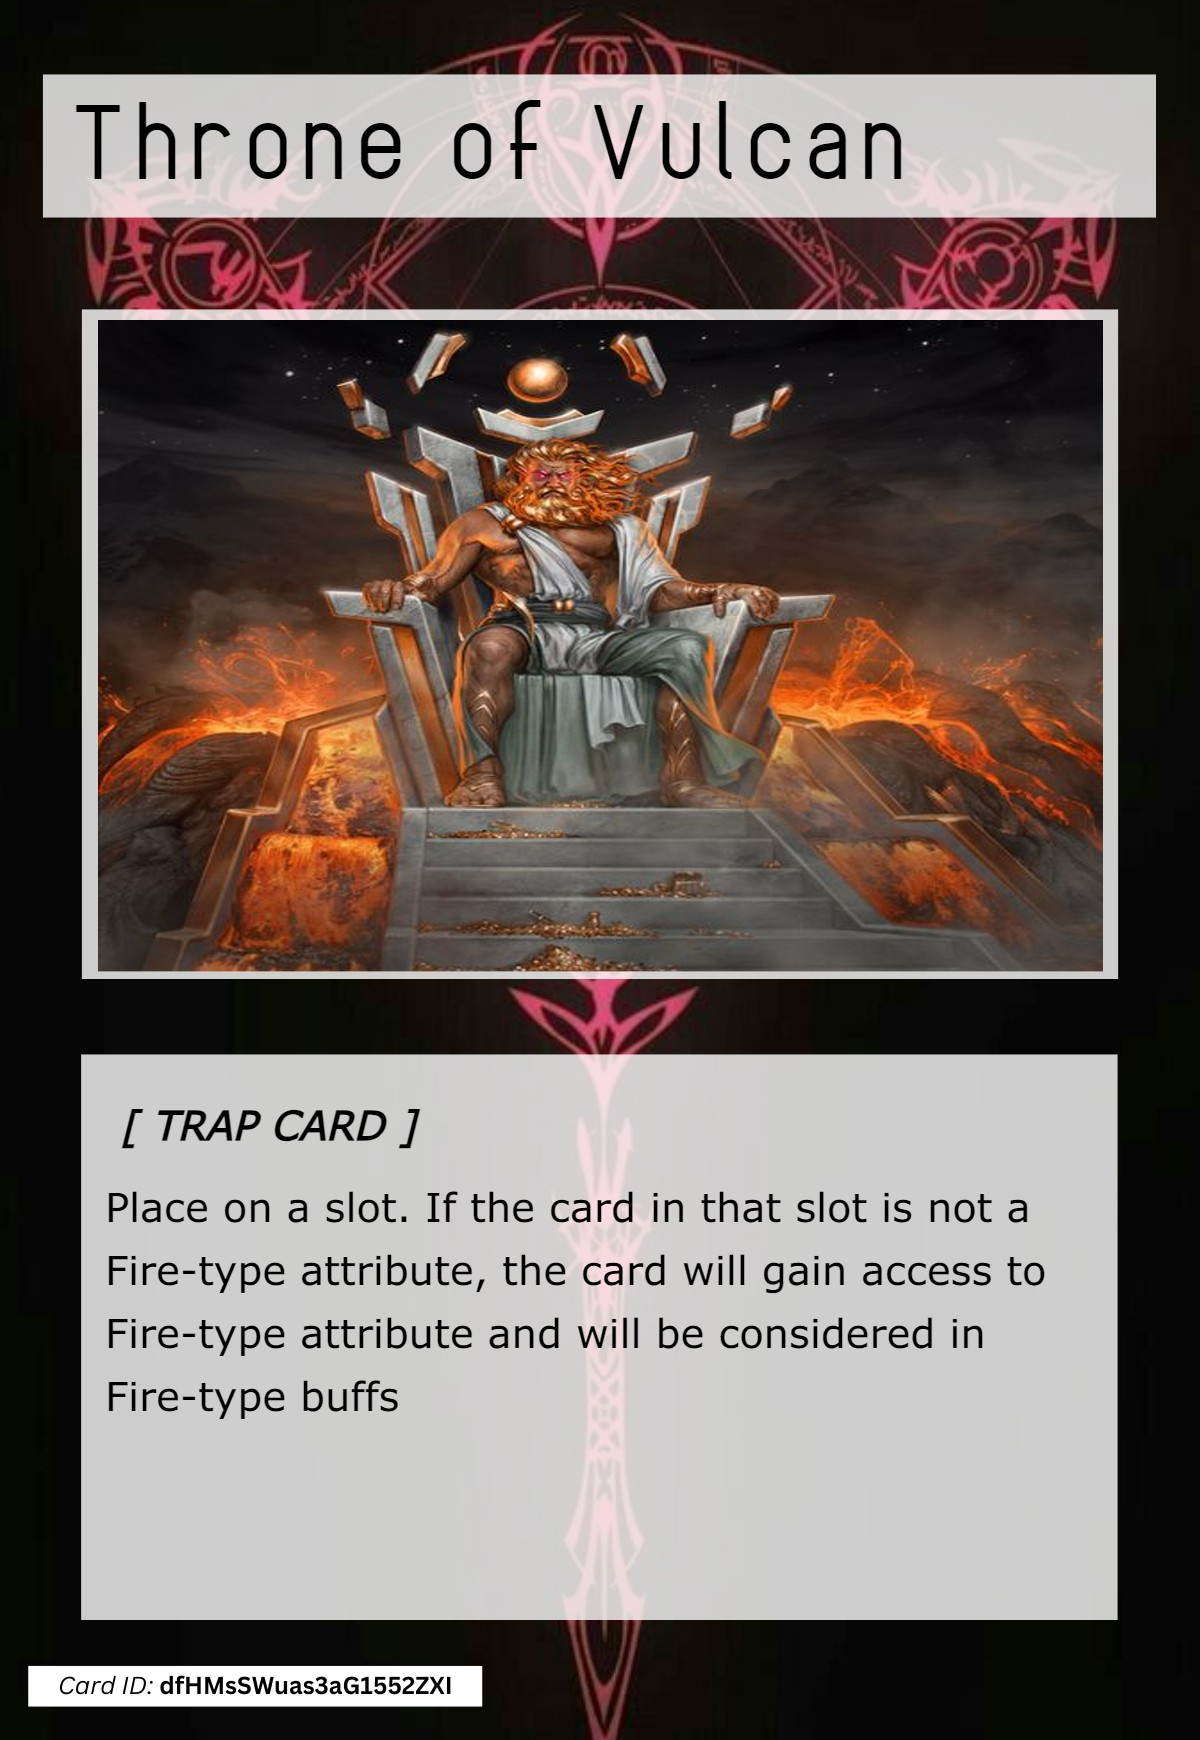 Throne of Vulcan
[ TRAP CARD ]
Place on a slot. If the card in that slot is not a
Fire-type attribute, the card will gain access to
Fire-type attribute and will be considered in
Fire-type buffs
Card ID: dfHMsSWuas3aG1552ZXI